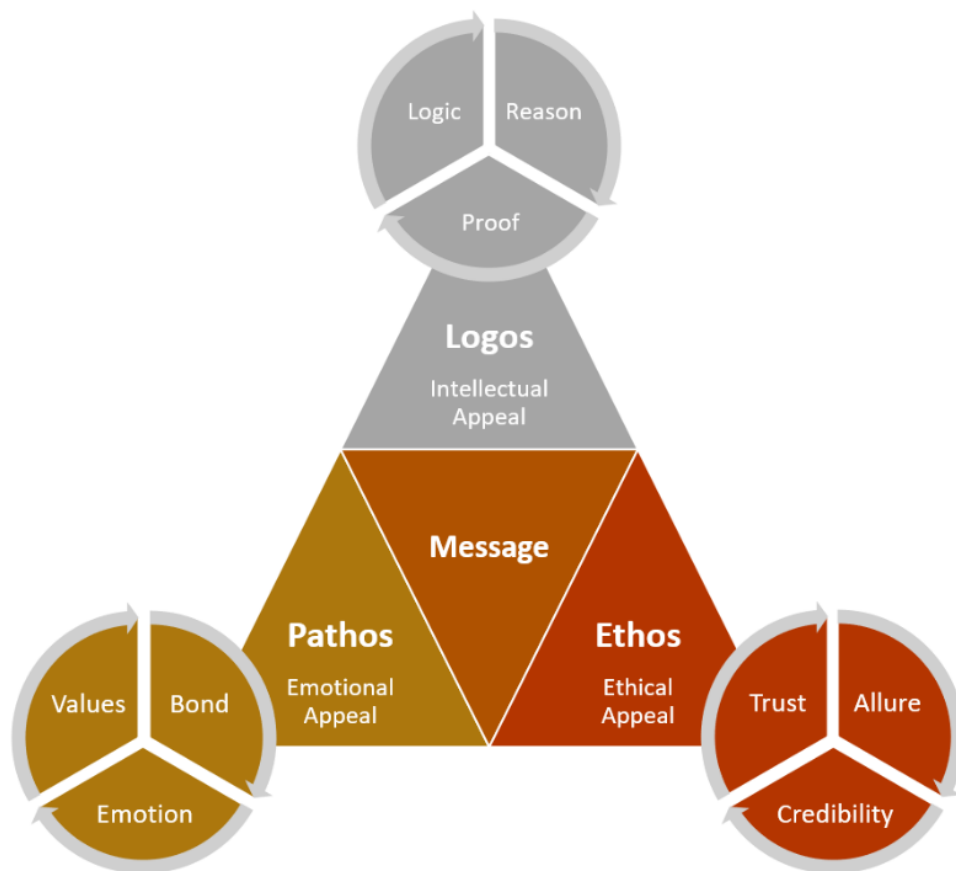 Logic
Reason
Proof
Logos
Intellectual
Appeal
Message
Pathos
Emotional
Appeal
Ethos
Ethical
Appeal
Values
Bond
Emotion
Trust
Allure
Credibility